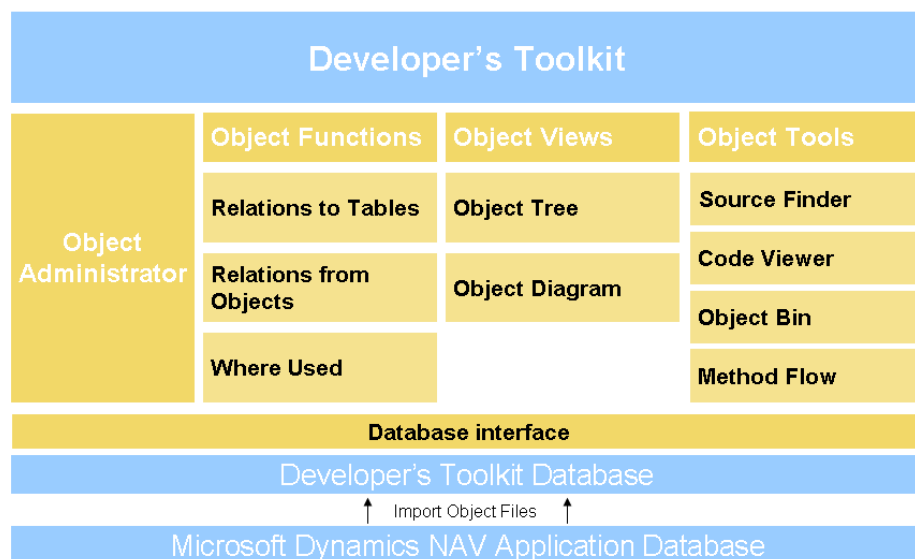 Developer's Toolkit
Object
Administrator
Object Functions
Relations to Tables
Relations from
Objects
Where Used
Object Views
Object Tree
Object Diagram
Object Tools
Source Finder
Code Viewer
Object Bin
Method Flow
Database interface
Developer's Toolkit Database
Import Object Files
Microsoft Dynamics NAV Application Database